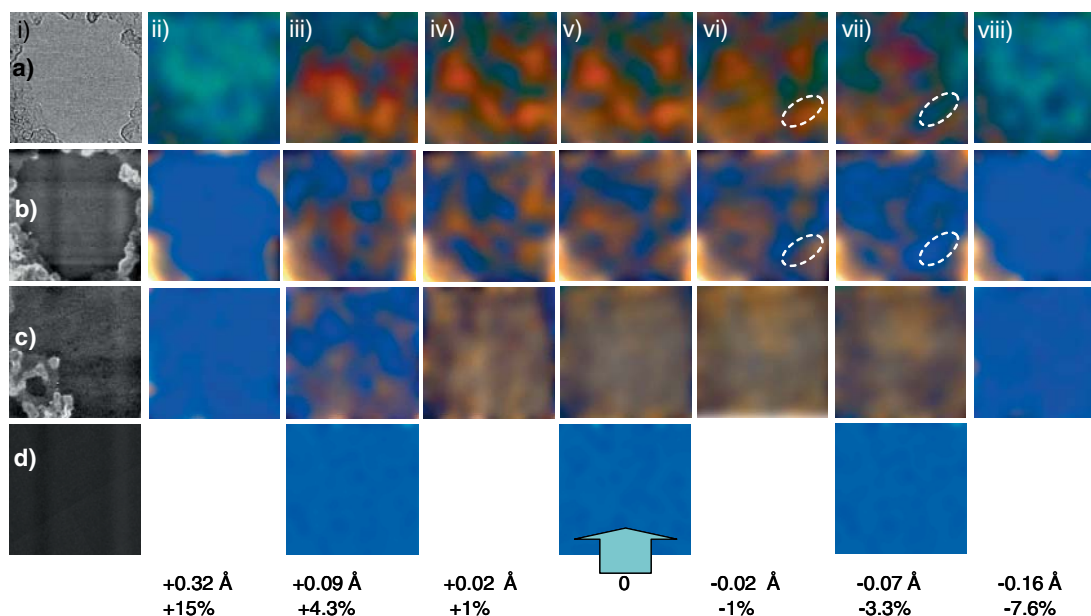 i) ii) iii) iv) v) vi) vii) viii)
a)
b)
c)
d)
+0.32 Å +0.09 Å +0.02 Å 0 -0.02 Å -0.07 Å -0.16 Å
+15% +4.3% +1% -1% -3.3% -7.6%